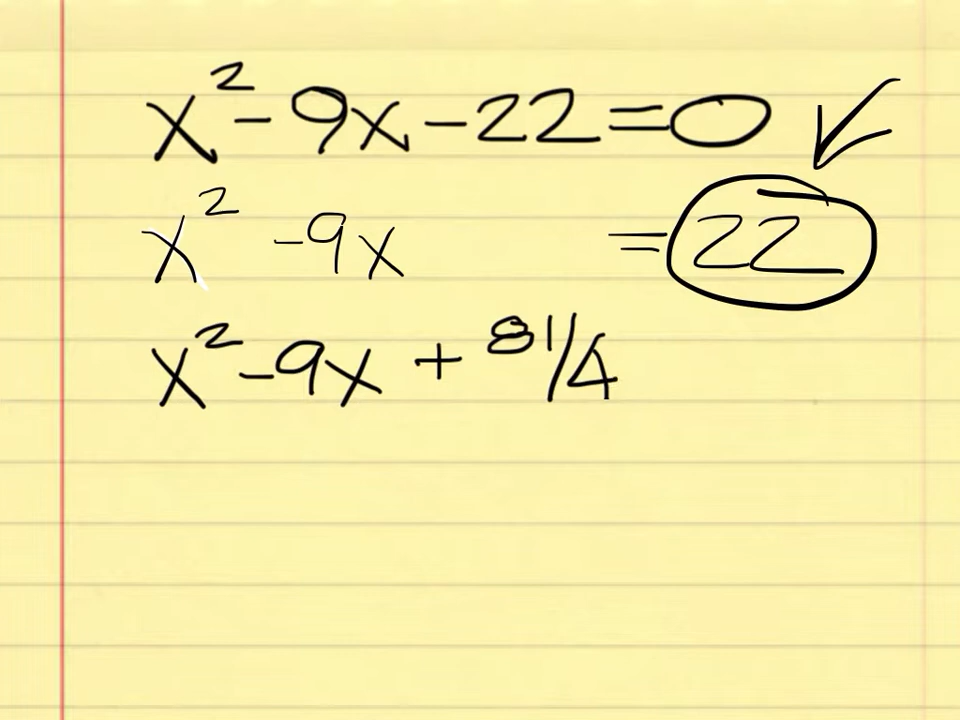 x² - 9x - 22 = 0
x² - 9x = 22
x² - 9x + 81/4